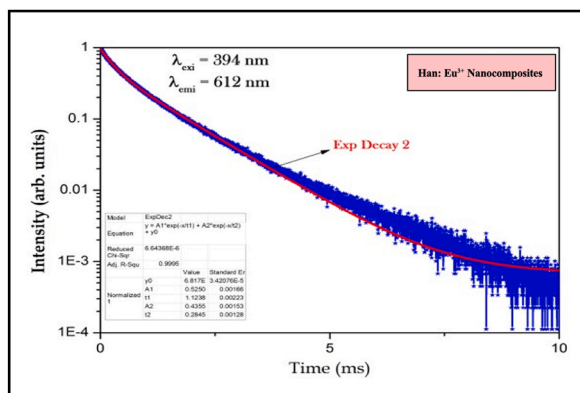 λexi = 394 nm
λemi = 612 nm
Han: Eu³⁺ Nanocomposites
Exp Decay 2
Intensity (arb. units)
1
0.1
0.01
1E-3
1E-4
Model ExpDec2
Equation y = A1*exp(-x/t1) + A2*exp(-x/t2) + y0
Reduced Chi-Sqr 6.64368E-6
Adj. R-Squ 0.9995
Value Standard Er
Normalized
1
y0 6.817E 3.42076E-5
A1 0.5250 0.00166
t1 1.1238 0.00223
A2 0.4355 0.00153
t2 0.2845 0.00128
0 5 10
Time (ms)